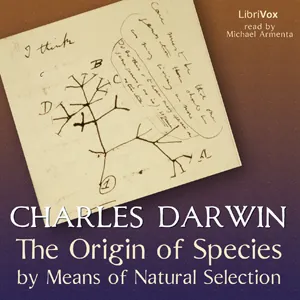 LibriVox
read by
Michael Armenta
I think
CHARLES DARWIN
The Origin of Species
by Means of Natural Selection